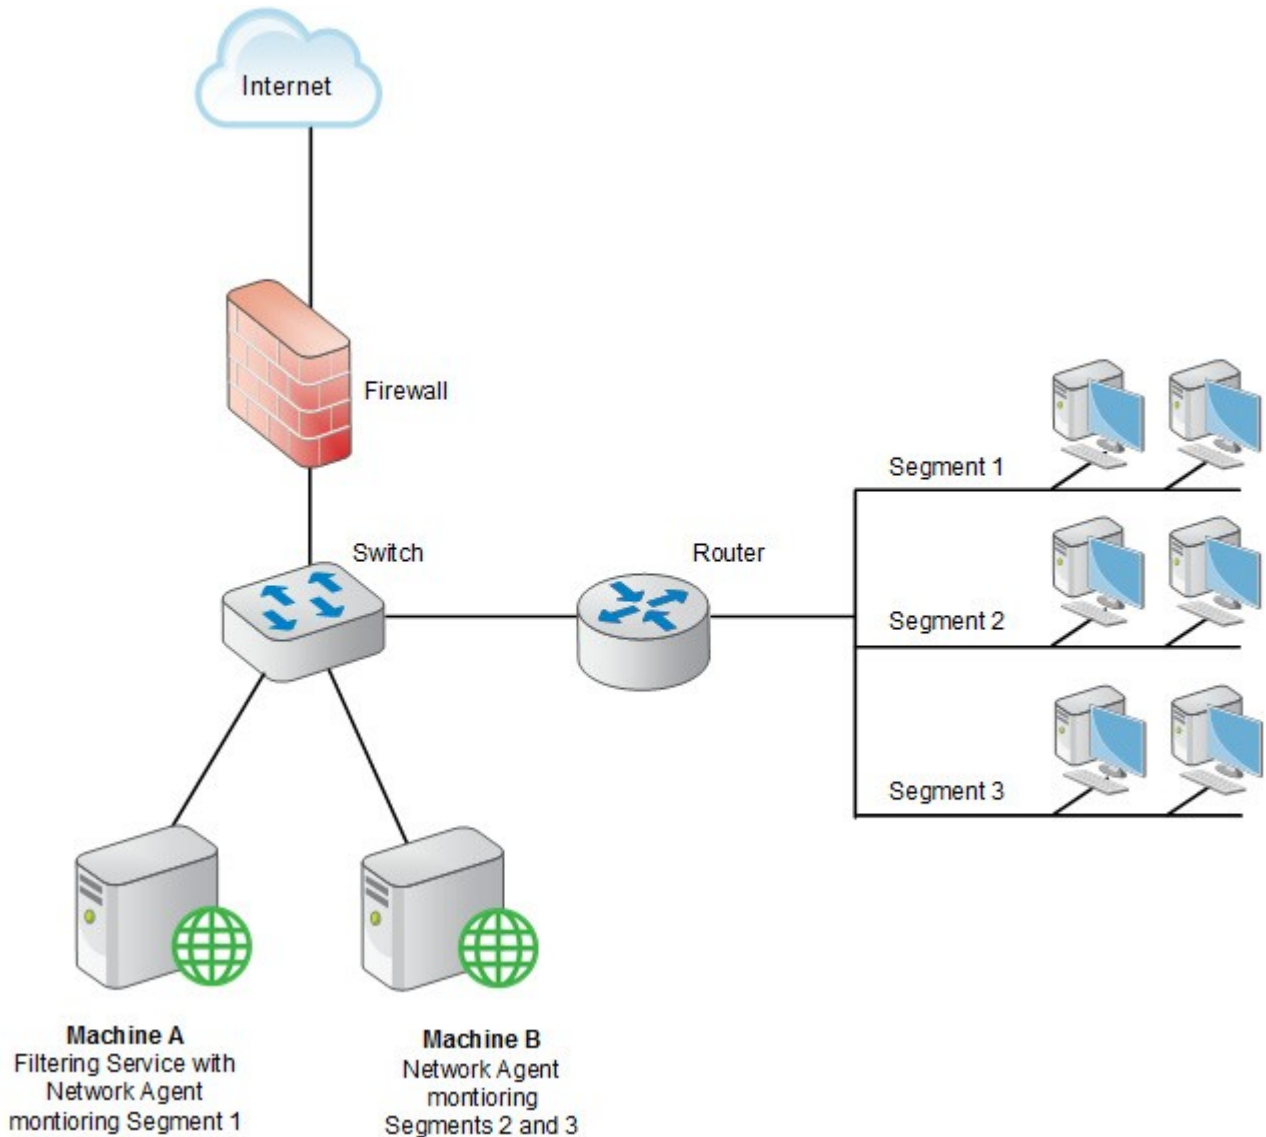 Internet
Firewall
Switch
Router
Segment 1
Segment 2
Segment 3
Machine A
Filtering Service with
Network Agent
montioring Segment 1
Machine B
Network Agent
montioring
Segments 2 and 3